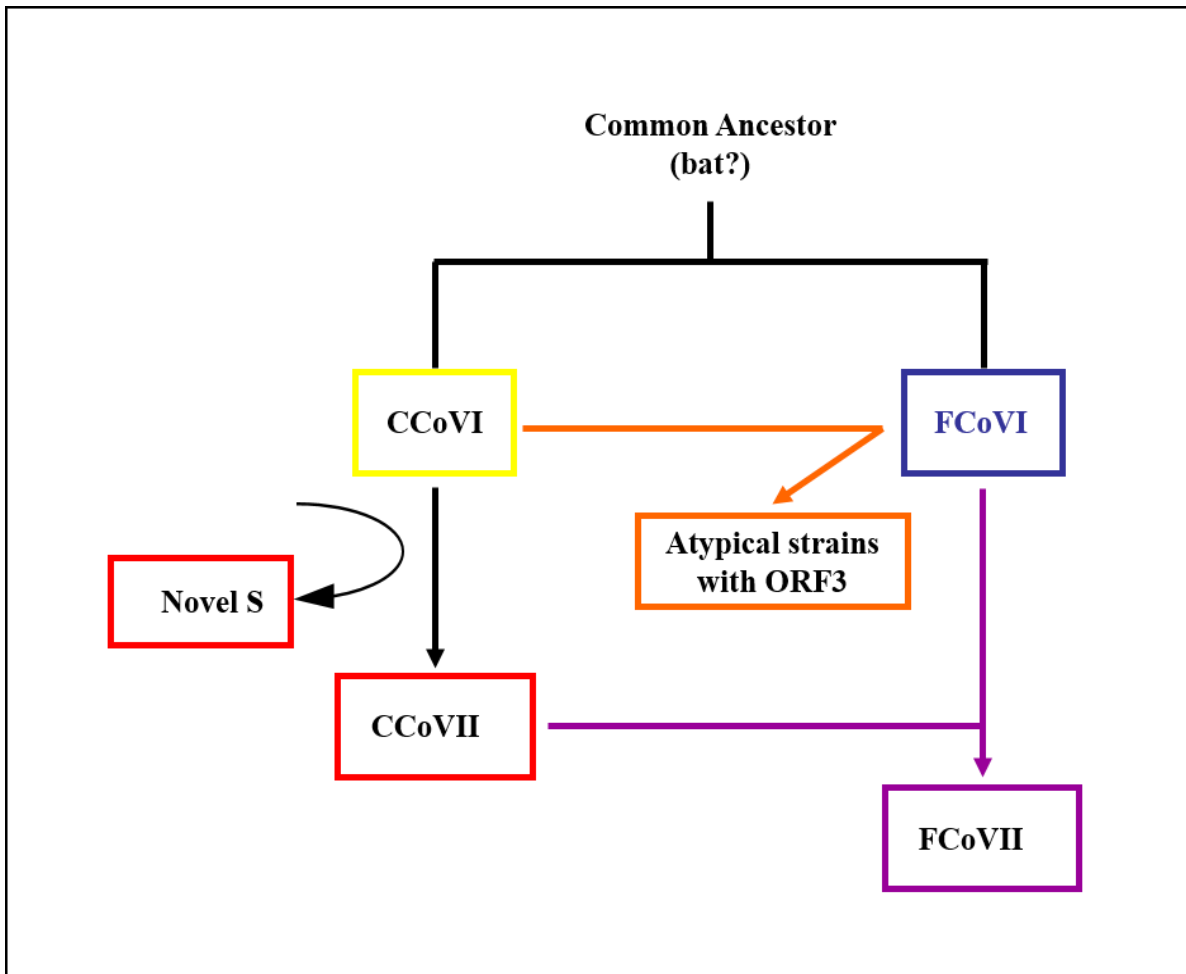 Common Ancestor
(bat?)
CCoVI
FCoVI
Atypical strains
with ORF3
Novel S
CCoVII
FCoVII